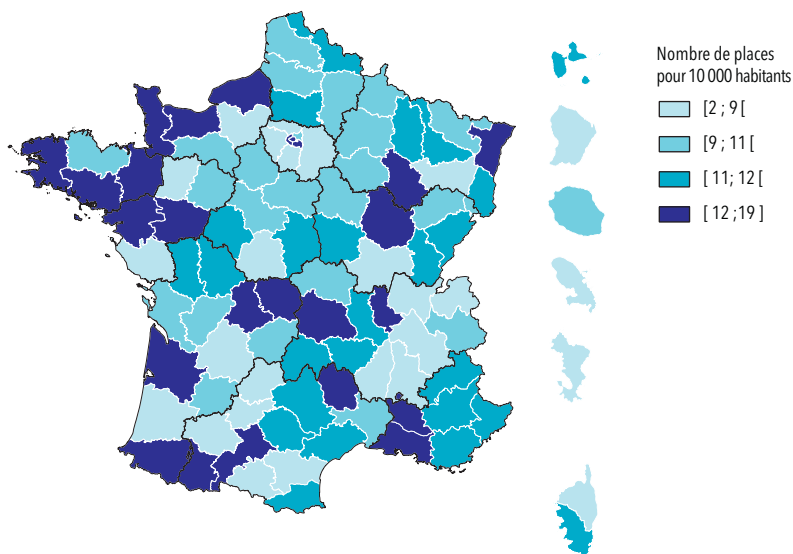 Nombre de places
pour 10 000 habitants
[2 ; 9 [
[9 ; 11 [
[ 11; 12 [
[ 12 ;19 ]